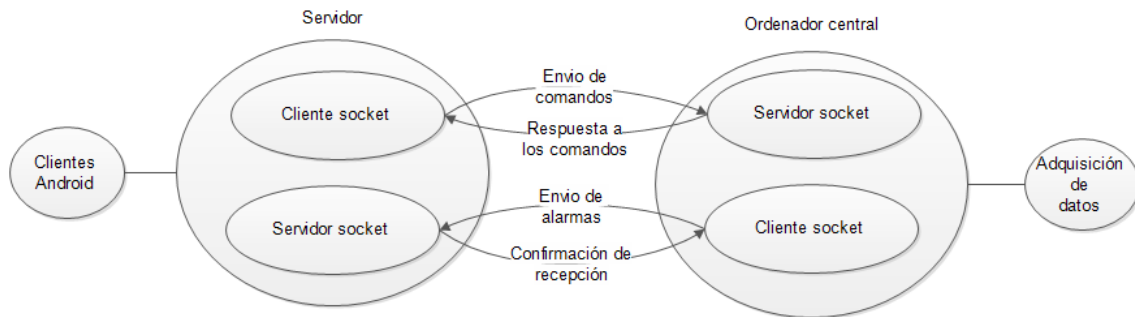 Servidor
Ordenador central
Cliente socket
Envio de
comandos
Servidor socket
Respuesta a
los comandos
Clientes
Android
Adquisición
de
datos
Servidor socket
Envio de
alarmas
Cliente socket
Confirmación de
recepción